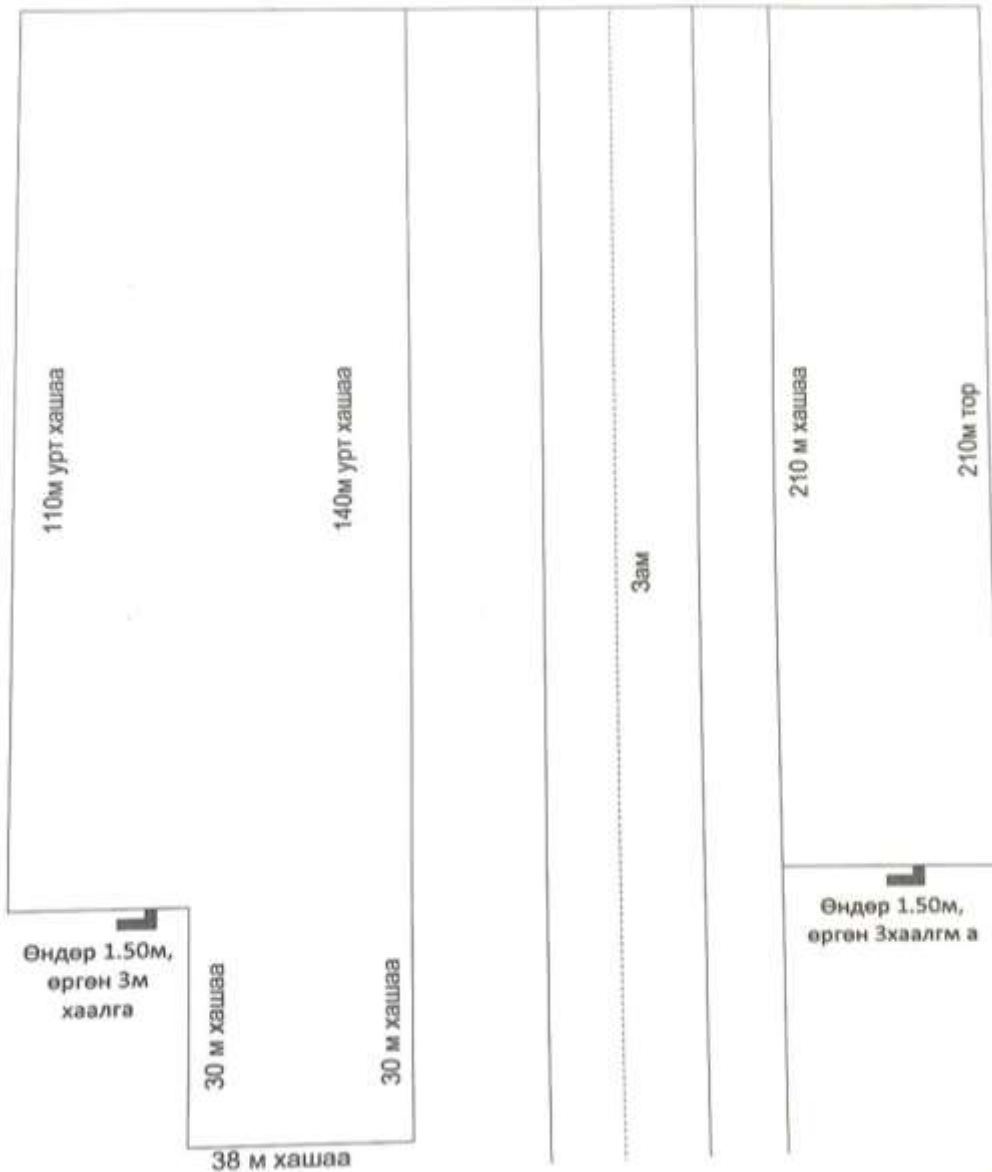 110м урт хашаа
140м урт хашаа
Зам
210 м хашаа
210м тор
Өндөр 1.50м,
өргөн 3м
хаалга
30 м хашаа
30 м хашаа
38 м хашаа
Өндөр 1.50м,
өргөн 3хаалгм а